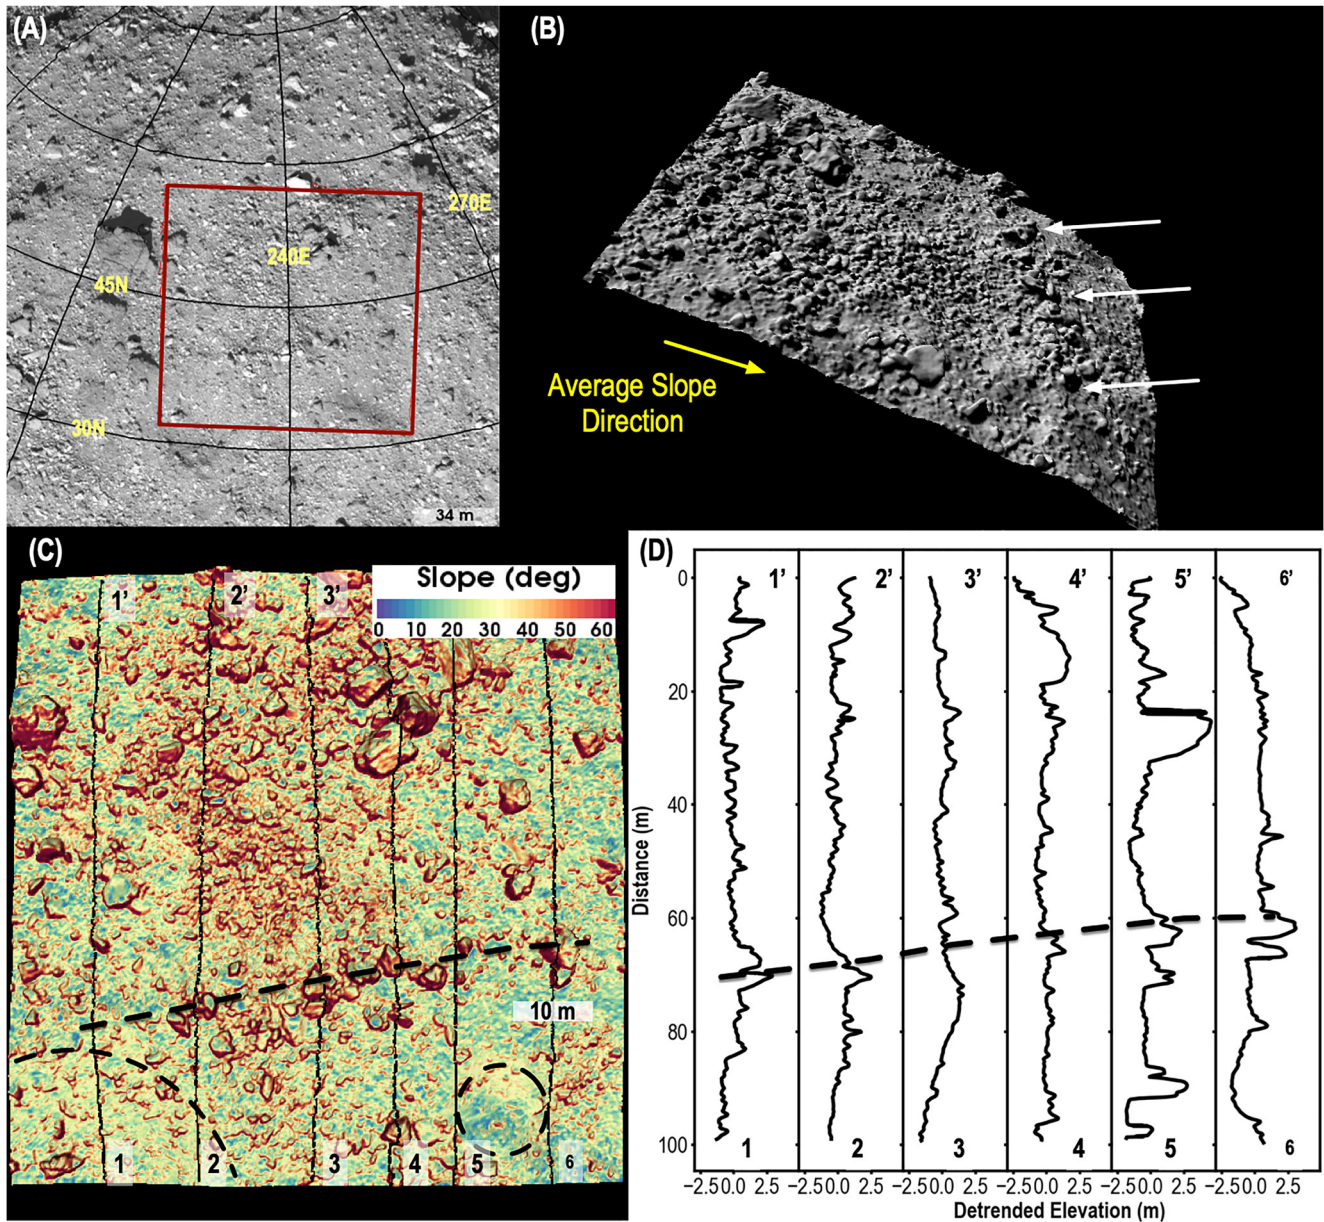 (A)
270E
240E
45N
30N
34 m
(B)
Average Slope
Direction
(C)
Slope (deg)
0 10 20 30 40 50 60
1' 2' 3'
10 m
1 2 3 4 5 6
(D)
1' 2' 3' 4' 5' 6'
0
20
40
60
80
100
Distance (m)
1 2 3 4 5 6
−2.50.0 2.5 −2.50.0 2.5 −2.50.0 2.5 −2.50.0 2.5 −2.50.0 2.5 −2.50.0 2.5
Detrended Elevation (m)